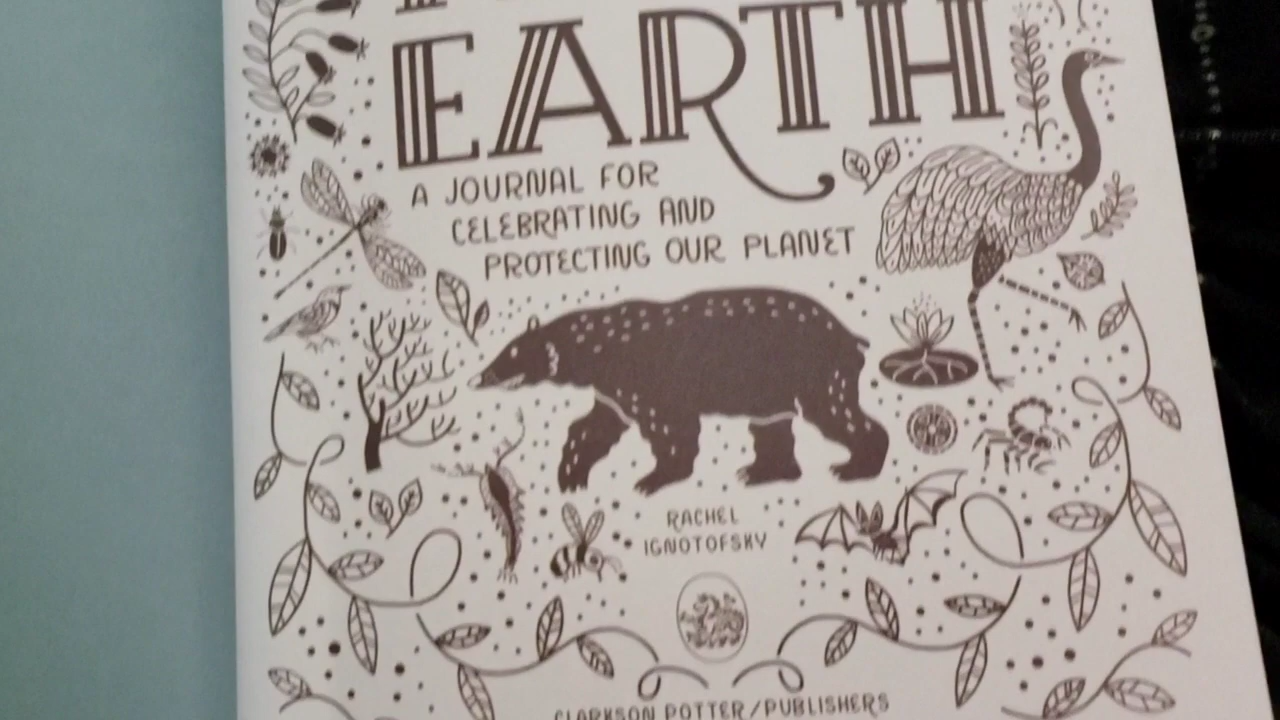 EARTH
A JOURNAL FOR
CELEBRATING AND
PROTECTING OUR PLANET
RACHEL
IGNOTOFSKY
CLARKSON POTTER/PUBLISHERS